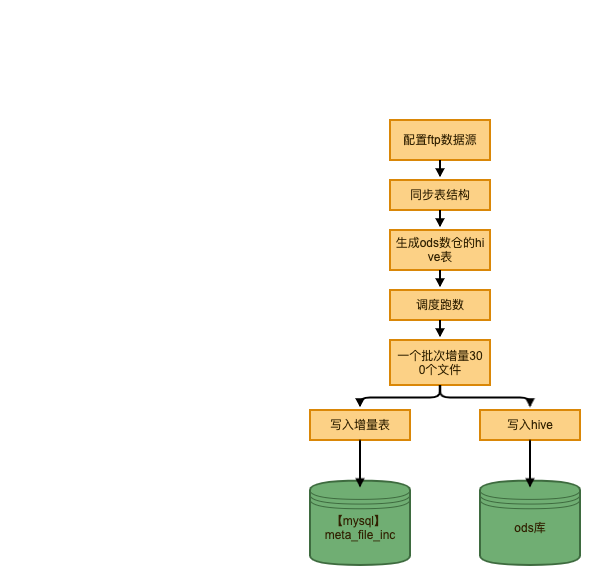 配置ftp数据源
同步表结构
生成ods数仓的hi
ve表
调度跑数
一个批次增量30
0个文件
写入增量表
写入hive
【mysql】
meta_file_inc
ods库